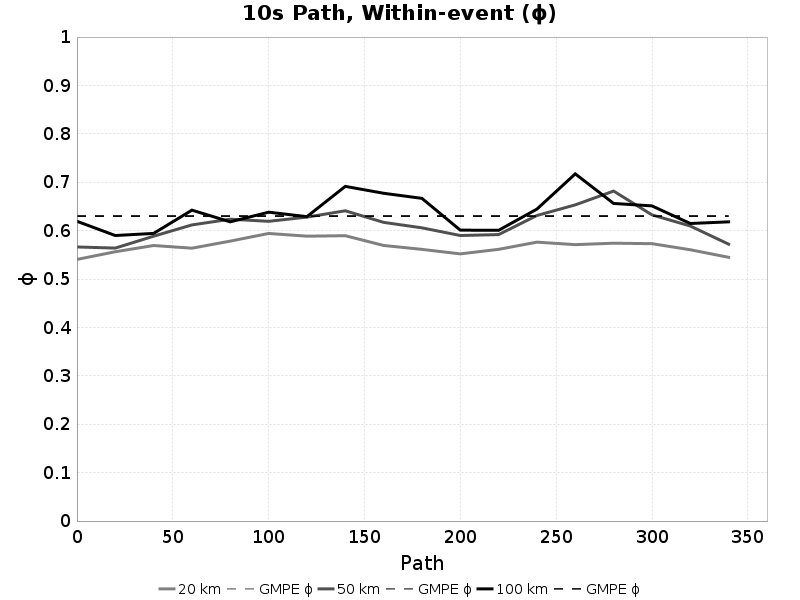 10s Path, Within-event (ϕ)
1
0.9
0.8
0.7
0.6
0.5
0.4
0.3
0.2
0.1
0
ϕ
0 50 100 150 200 250 300 350
Path
20 km GMPE ϕ 50 km GMPE ϕ 100 km GMPE ϕ